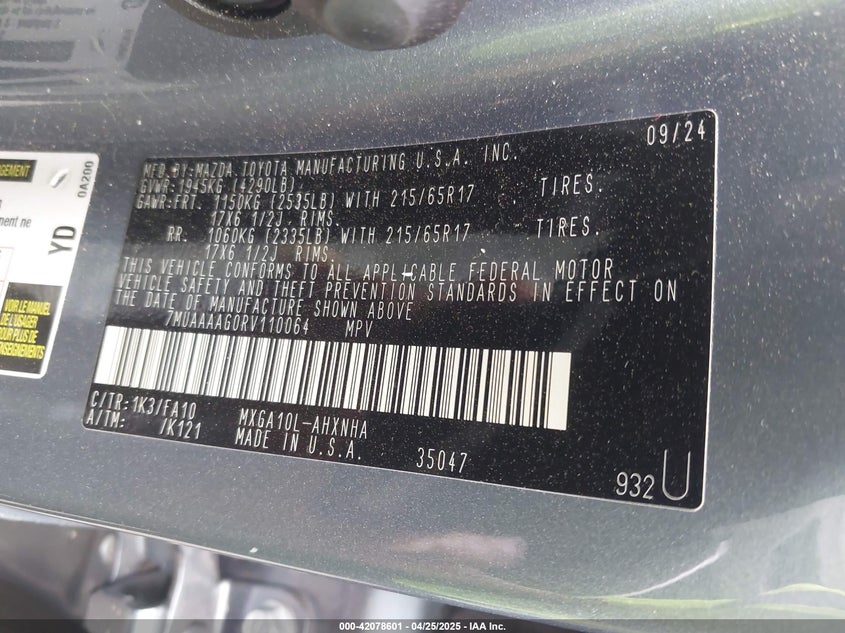 09/24
MFD.BY: MAZDA TOYOTA MANUFACTURING U.S.A. INC.
GVWR: 1945KG (4290LB)
GAWR:FRT. 1150KG (2535LB) WITH 215/65R17 TIRES.
17X6 1/2J RIMS.
RR. 1060KG (2335LB) WITH 215/65R17 TIRES.
17X6 1/2J RIMS.
THIS VEHICLE CONFORMS TO ALL APPLICABLE FEDERAL MOTOR
VEHICLE SAFETY AND THEFT PREVENTION STANDARDS IN EFFECT ON
THE DATE OF MANUFACTURE SHOWN ABOVE
7MUAAAAG0RV110064 MPV
C/TR: 1K3/FA10 MXGA10L-AHXNHA
A/TM: /K121 MADE IN U.S.A. 35047
932 U
0A200
YD
VOIR LE MANUEL
DE L'USAGER
000-42078601 - 04/25/2025 - IAA Inc.